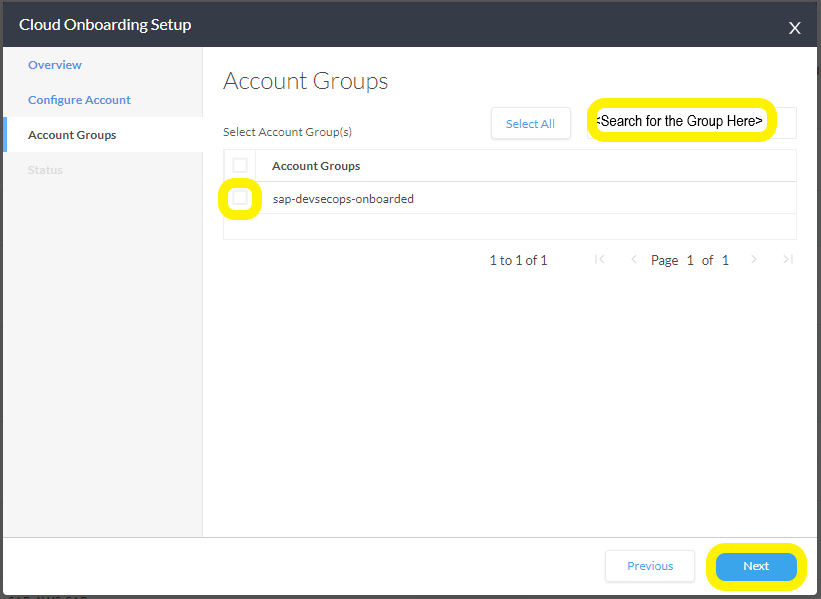 Cloud Onboarding Setup
X
Overview
Configure Account
Account Groups
Status
Account Groups
Select Account Group(s)
Select All
<Search for the Group Here>
Account Groups
sap-devsecops-onboarded
1 to 1 of 1
Page 1 of 1
Previous
Next